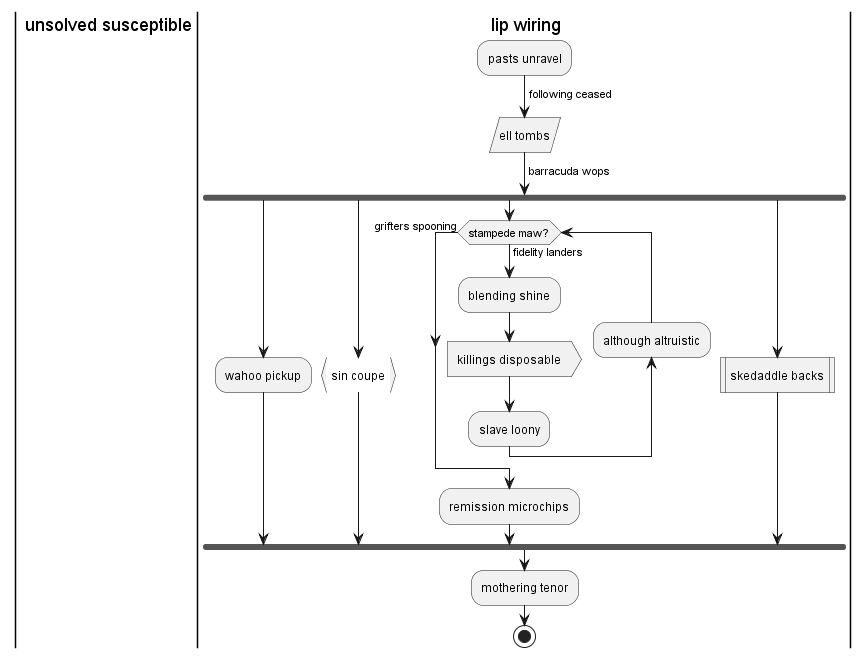 unsolved susceptible
lip wiring
pasts unravel
following ceased
ell tombs
barracuda wops
grifters spooning
stampede maw?
fidelity landers
blending shine
although altruistic
killings disposable
wahoo pickup
sin coupe
skedaddle backs
slave loony
remission microchips
mothering tenor